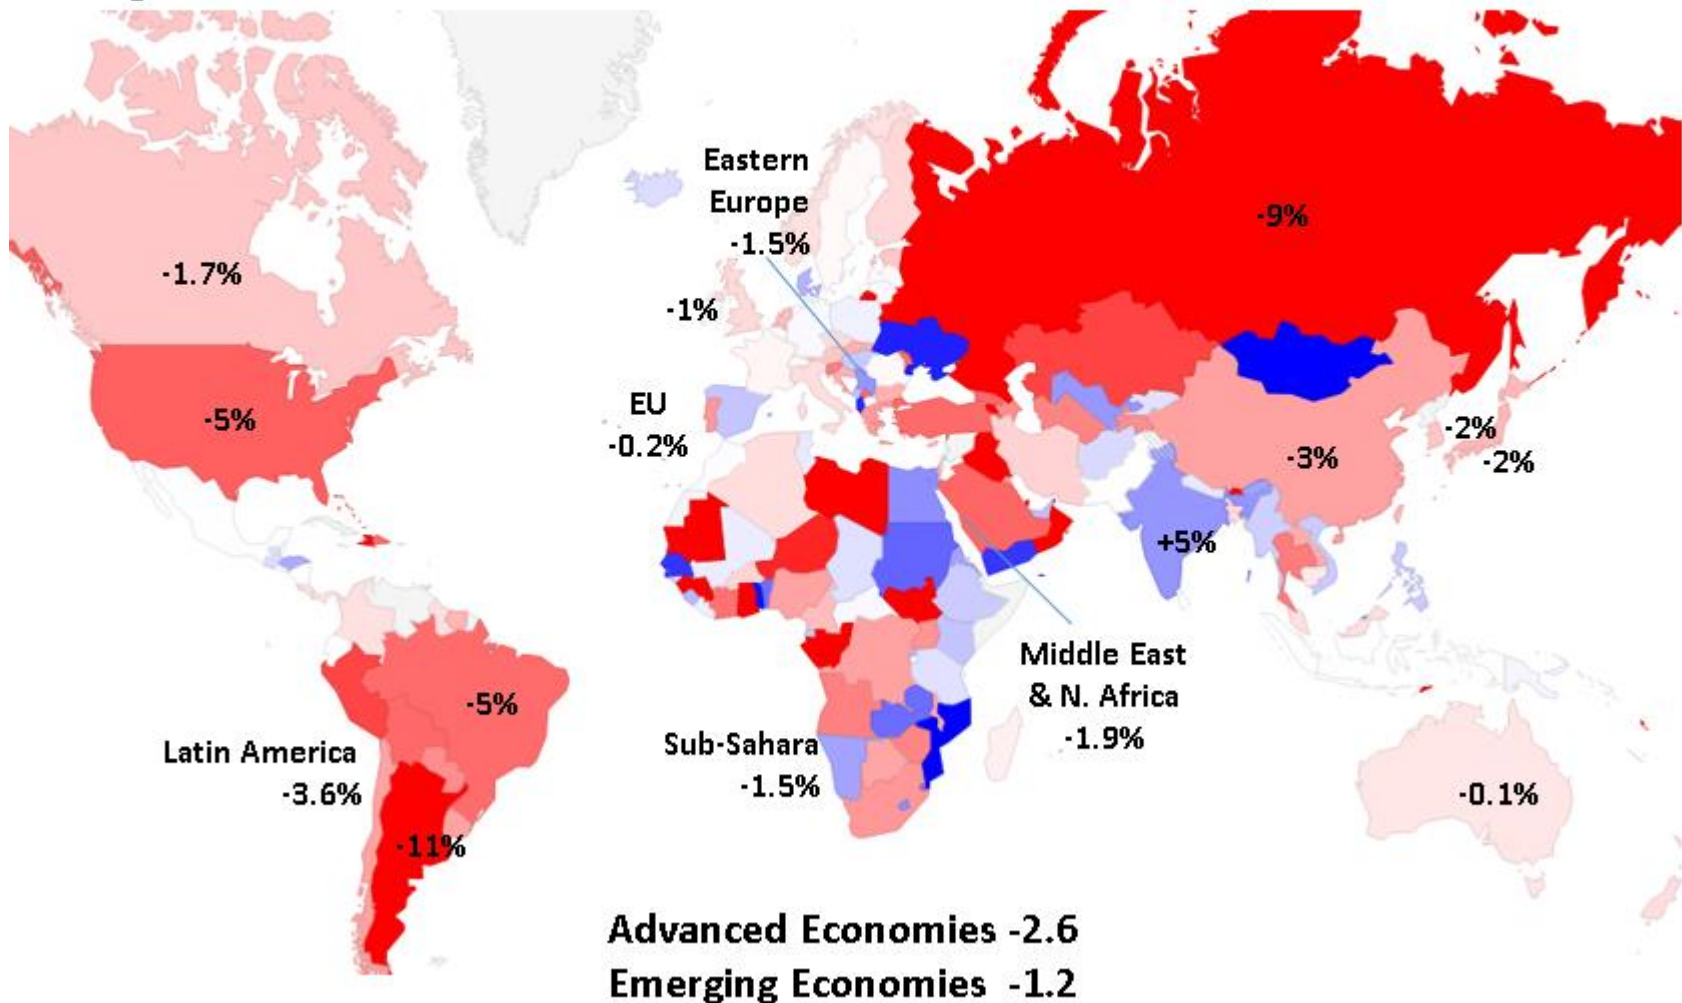 Eastern
Europe
-1.5%
-9%
-1.7%
-1%
-5%
EU
-0.2%
-2%
-2%
-3%
+5%
Middle East
& N. Africa
-1.9%
-5%
Sub-Sahara
-1.5%
Latin America
-3.6%
-0.1%
-11%
Advanced Economies -2.6
Emerging Economies -1.2